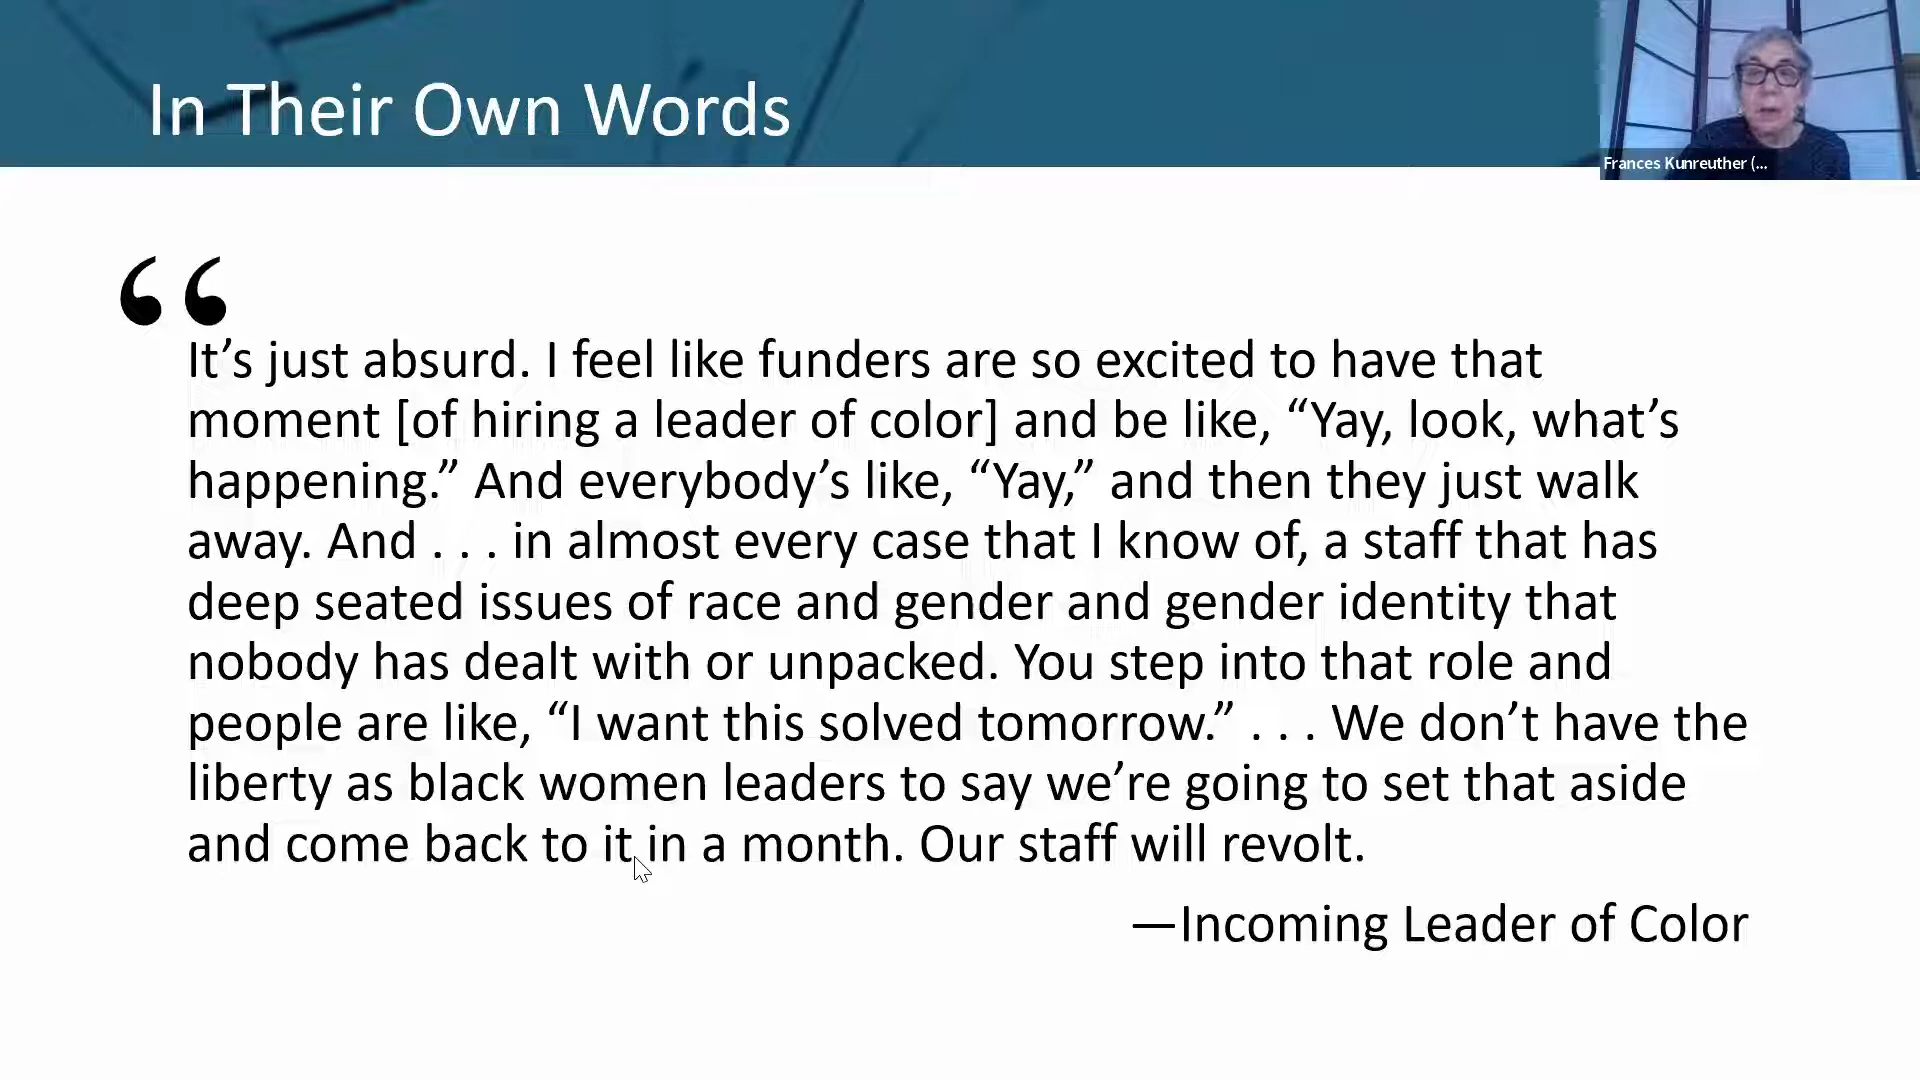 In Their Own Words
Frances Kunreuther (...
“
It’s just absurd. I feel like funders are so excited to have that
moment [of hiring a leader of color] and be like, “Yay, look, what’s
happening.” And everybody’s like, “Yay,” and then they just walk
away. And . . . in almost every case that I know of, a staff that has
deep seated issues of race and gender and gender identity that
nobody has dealt with or unpacked. You step into that role and
people are like, “I want this solved tomorrow.” . . . We don’t have the
liberty as black women leaders to say we’re going to set that aside
and come back to it in a month. Our staff will revolt.
—Incoming Leader of Color